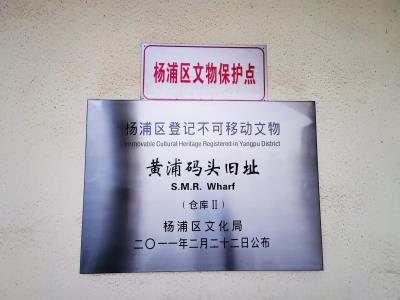 杨浦区文物保护点
杨浦区登记不可移动文物
Immovable Cultural Heritage Registered in Yangpu District
黄浦码头旧址
S.M.R. Wharf
（仓库Ⅱ）
杨浦区文化局
二〇一一年二月二十二日公布